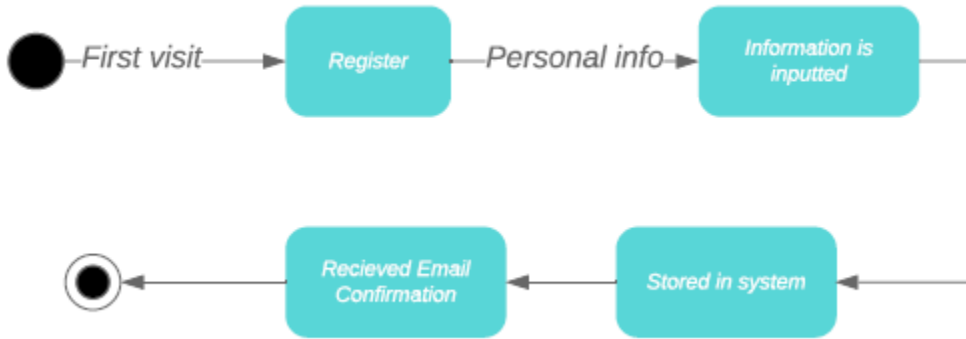 First visit
Register
Personal info
Information is
inputted
Recieved Email
Confirmation
Stored in system